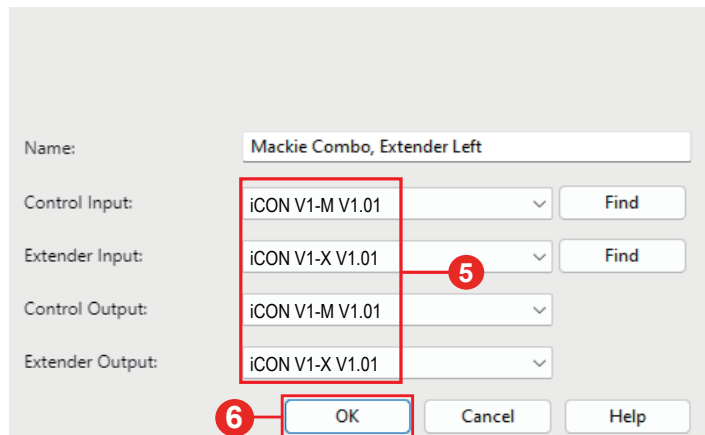 Name: Mackie Combo, Extender Left
Control Input: iCON V1-M V1.01 Find
Extender Input: iCON V1-X V1.01 Find
5
Control Output: iCON V1-M V1.01
Extender Output: iCON V1-X V1.01
6 OK Cancel Help